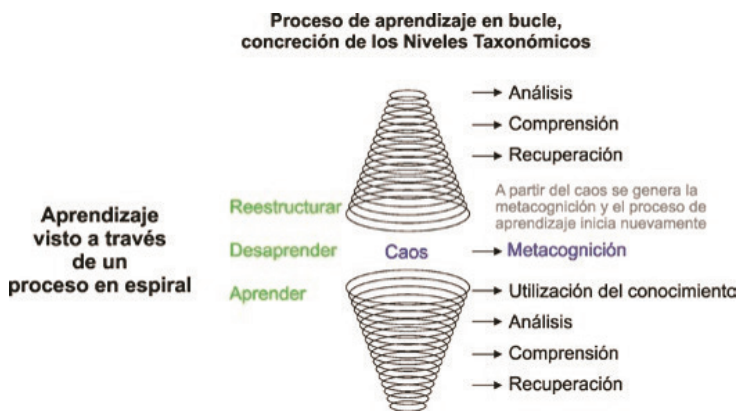 Proceso de aprendizaje en bucle,
concreción de los Niveles Taxonómicos
Análisis
Comprensión
Recuperación
Aprendizaje
visto a través
de un
proceso en espiral
Reestructurar
A partir del caos se genera la
metacognición y el proceso de
aprendizaje inicia nuevamente
Desaprender
Caos
Metacognición
Aprender
Utilización del conocimiento
Análisis
Comprensión
Recuperación